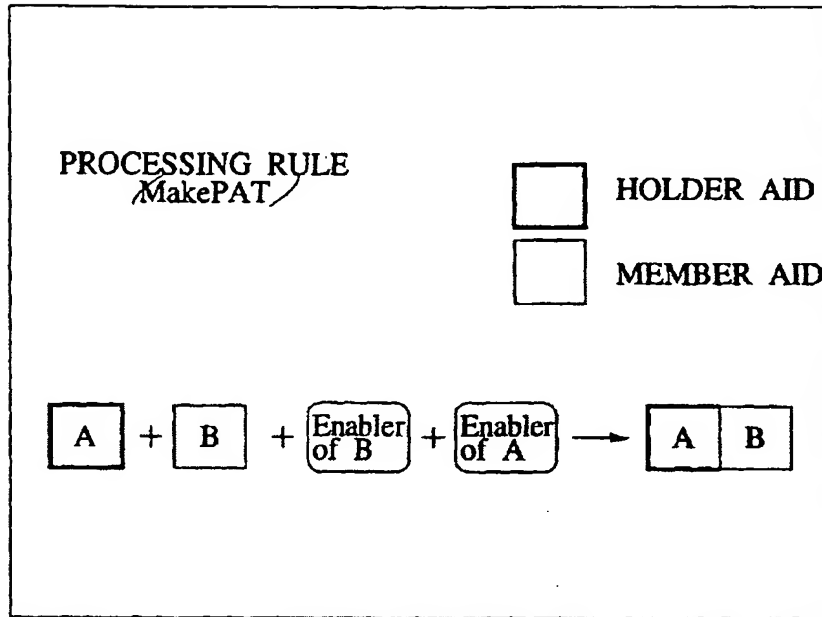 PROCESSING RULE
MakePAT
HOLDER AID
MEMBER AID
A + B + Enabler of B + Enabler of A → A B